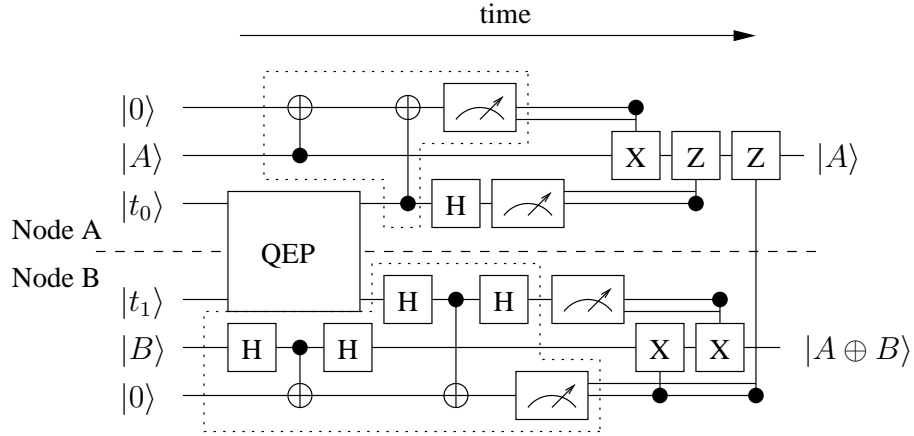 time
|0⟩
|A⟩ X Z Z |A⟩
|t₀⟩ H
Node A
QEP
Node B
|t₁⟩ H H
|B⟩ H H X X |A ⊕ B⟩
|0⟩